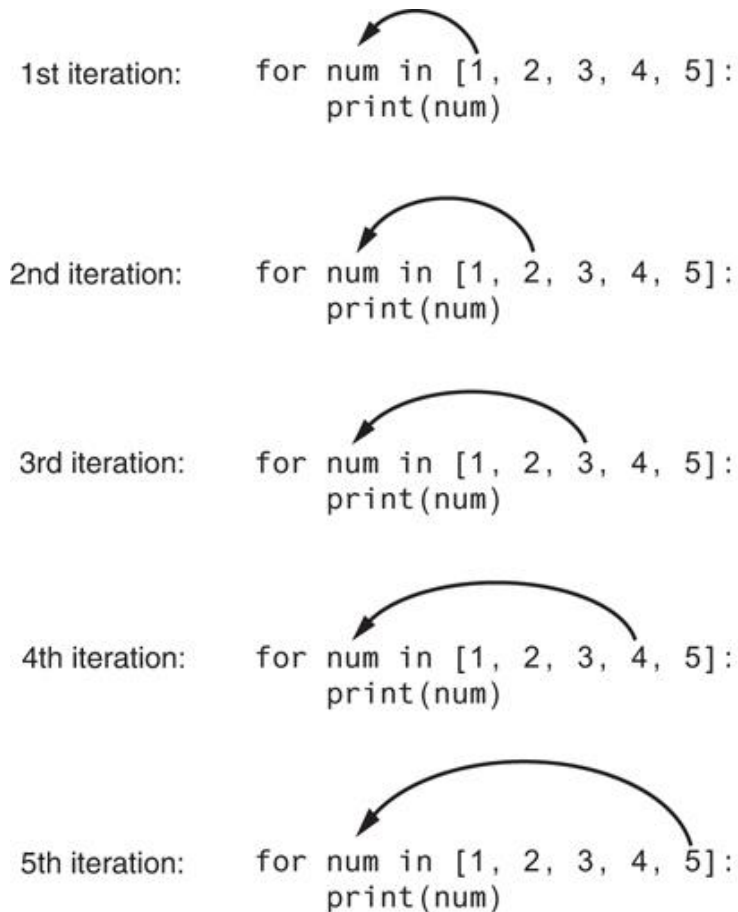 1st iteration: for num in [1, 2, 3, 4, 5]:
print(num)
2nd iteration: for num in [1, 2, 3, 4, 5]:
print(num)
3rd iteration: for num in [1, 2, 3, 4, 5]:
print(num)
4th iteration: for num in [1, 2, 3, 4, 5]:
print(num)
5th iteration: for num in [1, 2, 3, 4, 5]:
print(num)